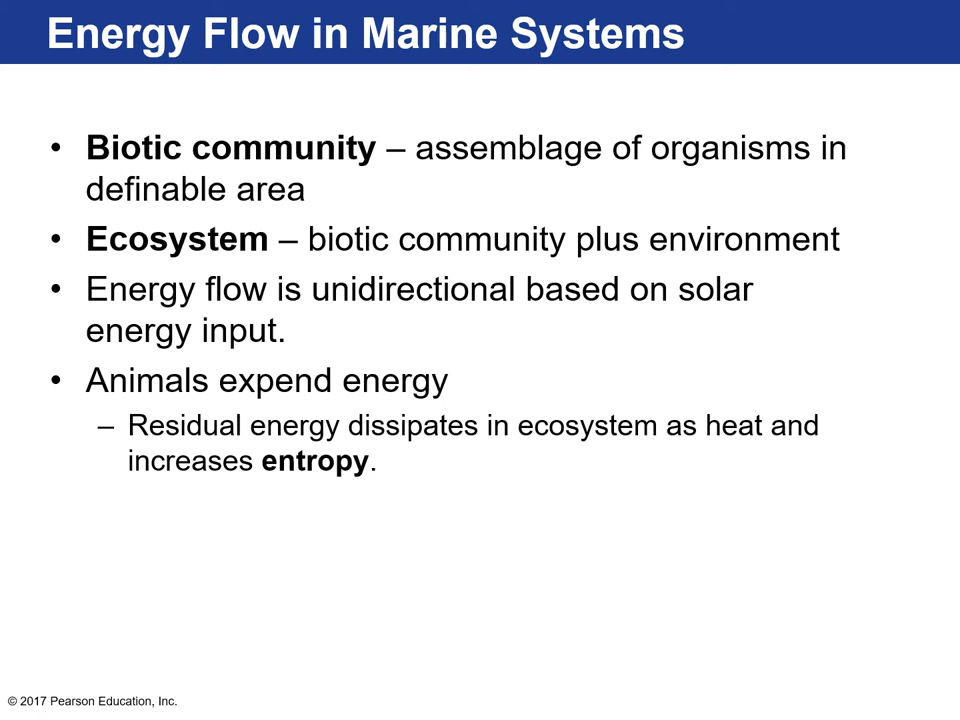 Energy Flow in Marine Systems
• Biotic community – assemblage of organisms in
definable area
• Ecosystem – biotic community plus environment
• Energy flow is unidirectional based on solar
energy input.
• Animals expend energy
– Residual energy dissipates in ecosystem as heat and
increases entropy.
© 2017 Pearson Education, Inc.